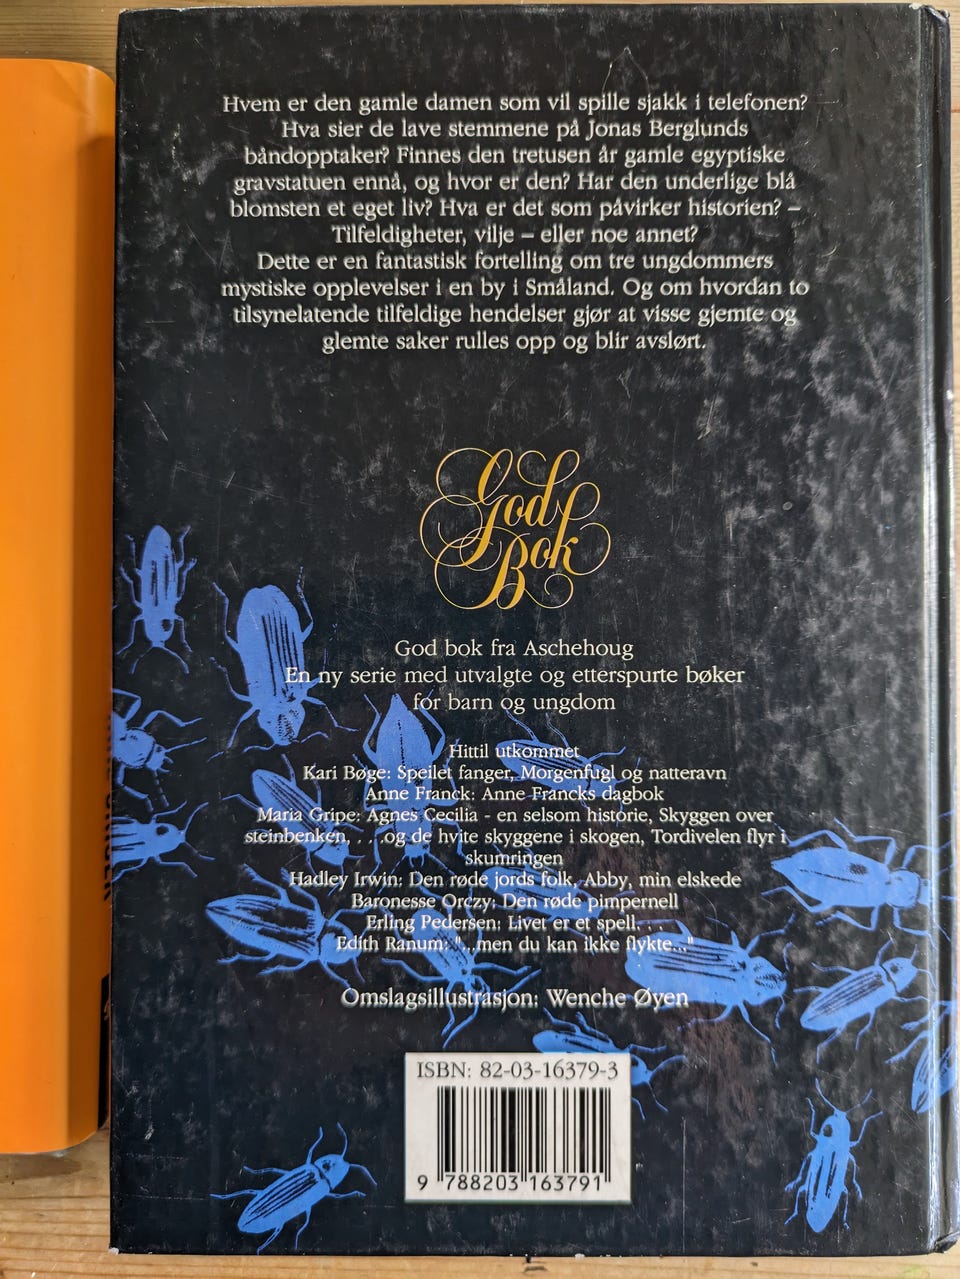 Hvem er den gamle damen som vil spille sjakk i telefonen?
Hva sier de lave stemmene på Jonas Berglunds
båndopptaker? Finnes den tretusen år gamle egyptiske
gravstatuen ennå, og hvor er den? Har den underlige blå
blomsten et eget liv? Hva er det som påvirker historien? –
Tilfeldigheter, vilje – eller noe annet?
Dette er en fantastisk fortelling om tre ungdommers
mystiske opplevelser i en by i Småland. Og om hvordan to
tilsynelatende tilfeldige hendelser gjør at visse gjemte og
glemte saker rulles opp og blir avslørt.
God
Bok
God bok fra Aschehoug
En ny serie med utvalgte og etterspurte bøker
for barn og ungdom
Hittil utkommet
Kari Bøge: Speilet fanger, Morgenfugl og natteravn
Anne Franck: Anne Francks dagbok
Maria Gripe: Agnes Cecilia - en selsom historie, Skyggen over
steinbenken, . . .og de hvite skyggene i skogen, Tordivelen flyr i
skumringen
Hadley Irwin: Den røde jords folk, Abby, min elskede
Baronesse Orczy: Den røde pimpernell
Erling Pedersen: Livet er et spell. . .
Edith Ranum: "...men du kan ikke flykte..."
Omslagsillustrasjon: Wenche Øyen
ISBN: 82-03-16379-3
9 788203 163791